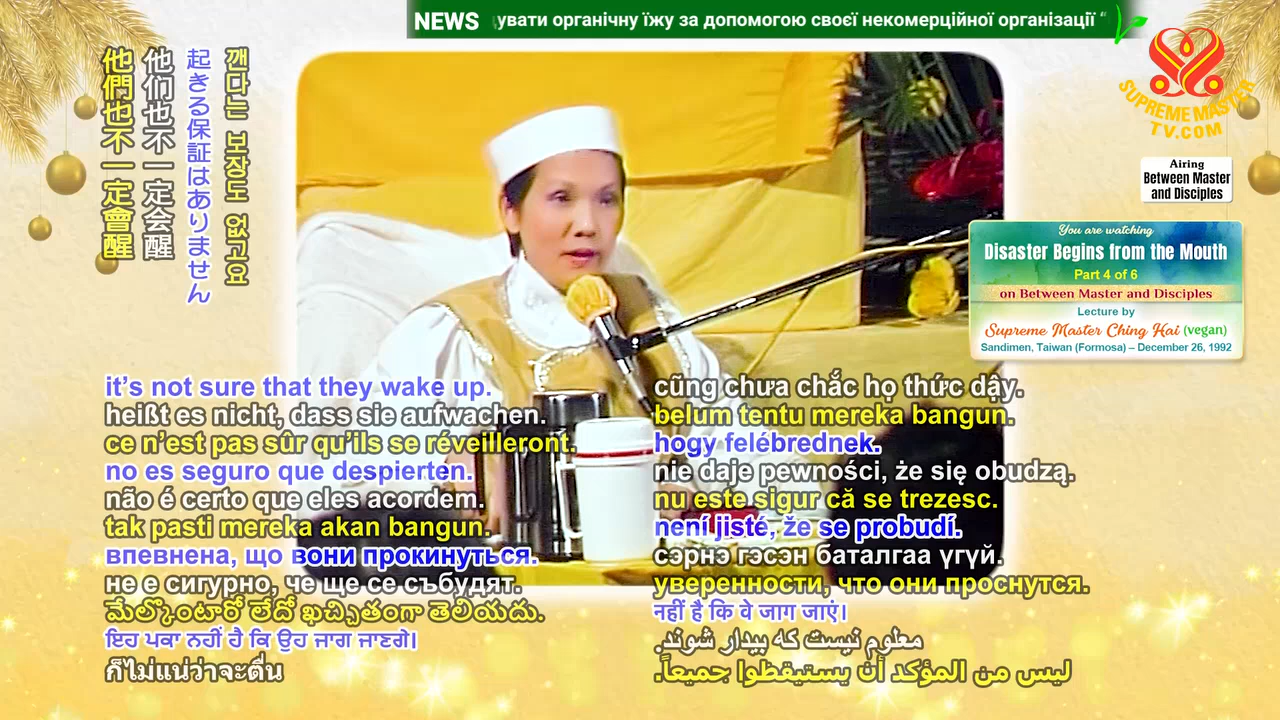 NEWS увати органічну їжу за допомогою своєї некомерційної організації "
SUPREME MASTER
TV.COM
Airing
Between Master
and Disciples
You are watching
Disaster Begins from the Mouth
Part 4 of 6
on Between Master and Disciples
Lecture by
Supreme Master Ching Hai (vegan)
Sandimen, Taiwan (Formosa) – December 26, 1992
깨다는 보장도 없고요
起きる保証はありません
他们也不一定会醒
他們也不一定會醒
it's not sure that they wake up.
heißt es nicht, dass sie aufwachen.
ce n'est pas sûr qu'ils se réveilleront.
no es seguro que despierten.
não é certo que eles acordem.
tak pasti mereka akan bangun.
впевнена, що вони прокинуться.
не е сигурно, че ще се събудят.
మేల్కొంటారో లేదో ఖచ్చితంగా తెలియదు.
ਇਹ ਪਕਾ ਨਹੀਂ ਹੈ ਕਿ ਉਹ ਜਾਗ ਜਾਣਗੇ।
ก็ไม่แน่ว่าจะตื่น
cũng chưa chắc họ thức dậy.
belum tentu mereka bangun.
hogy felébrednek.
nie daje pewności, że się obudzą.
nu este sigur că se trezesc.
není jisté, že se probudí.
сэрнэ гэсэн баталгаа үгүй.
уверенности, что они проснутся.
नहीं है कि वे जाग जाएं।
معلوم نیست که بیدار شوند.
ليس من المؤكد أن يستيقظوا جميعاً.